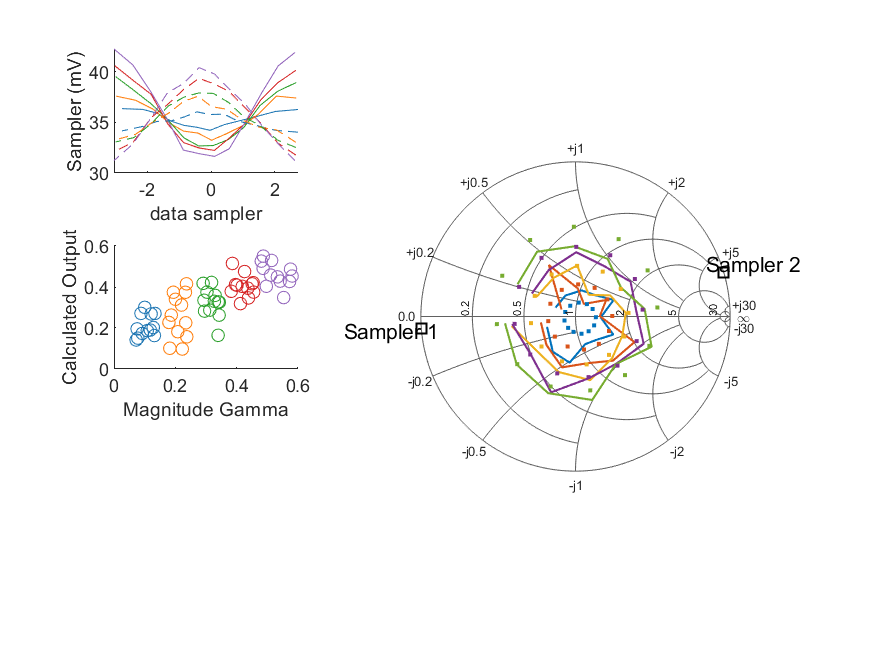 Sampler (mV)
40
35
30
-2
0
2
data sampler
Calculated Output
0.6
0.4
0.2
0
0
0.2
0.4
0.6
Magnitude Gamma
+j1
+j0.5
+j2
+j0.2
+j5
Sampler 2
0.0
0.2
0.5
1
2
5
30
+j30
∞
-j30
Sampler 1
-j0.2
-j5
-j0.5
-j2
-j1